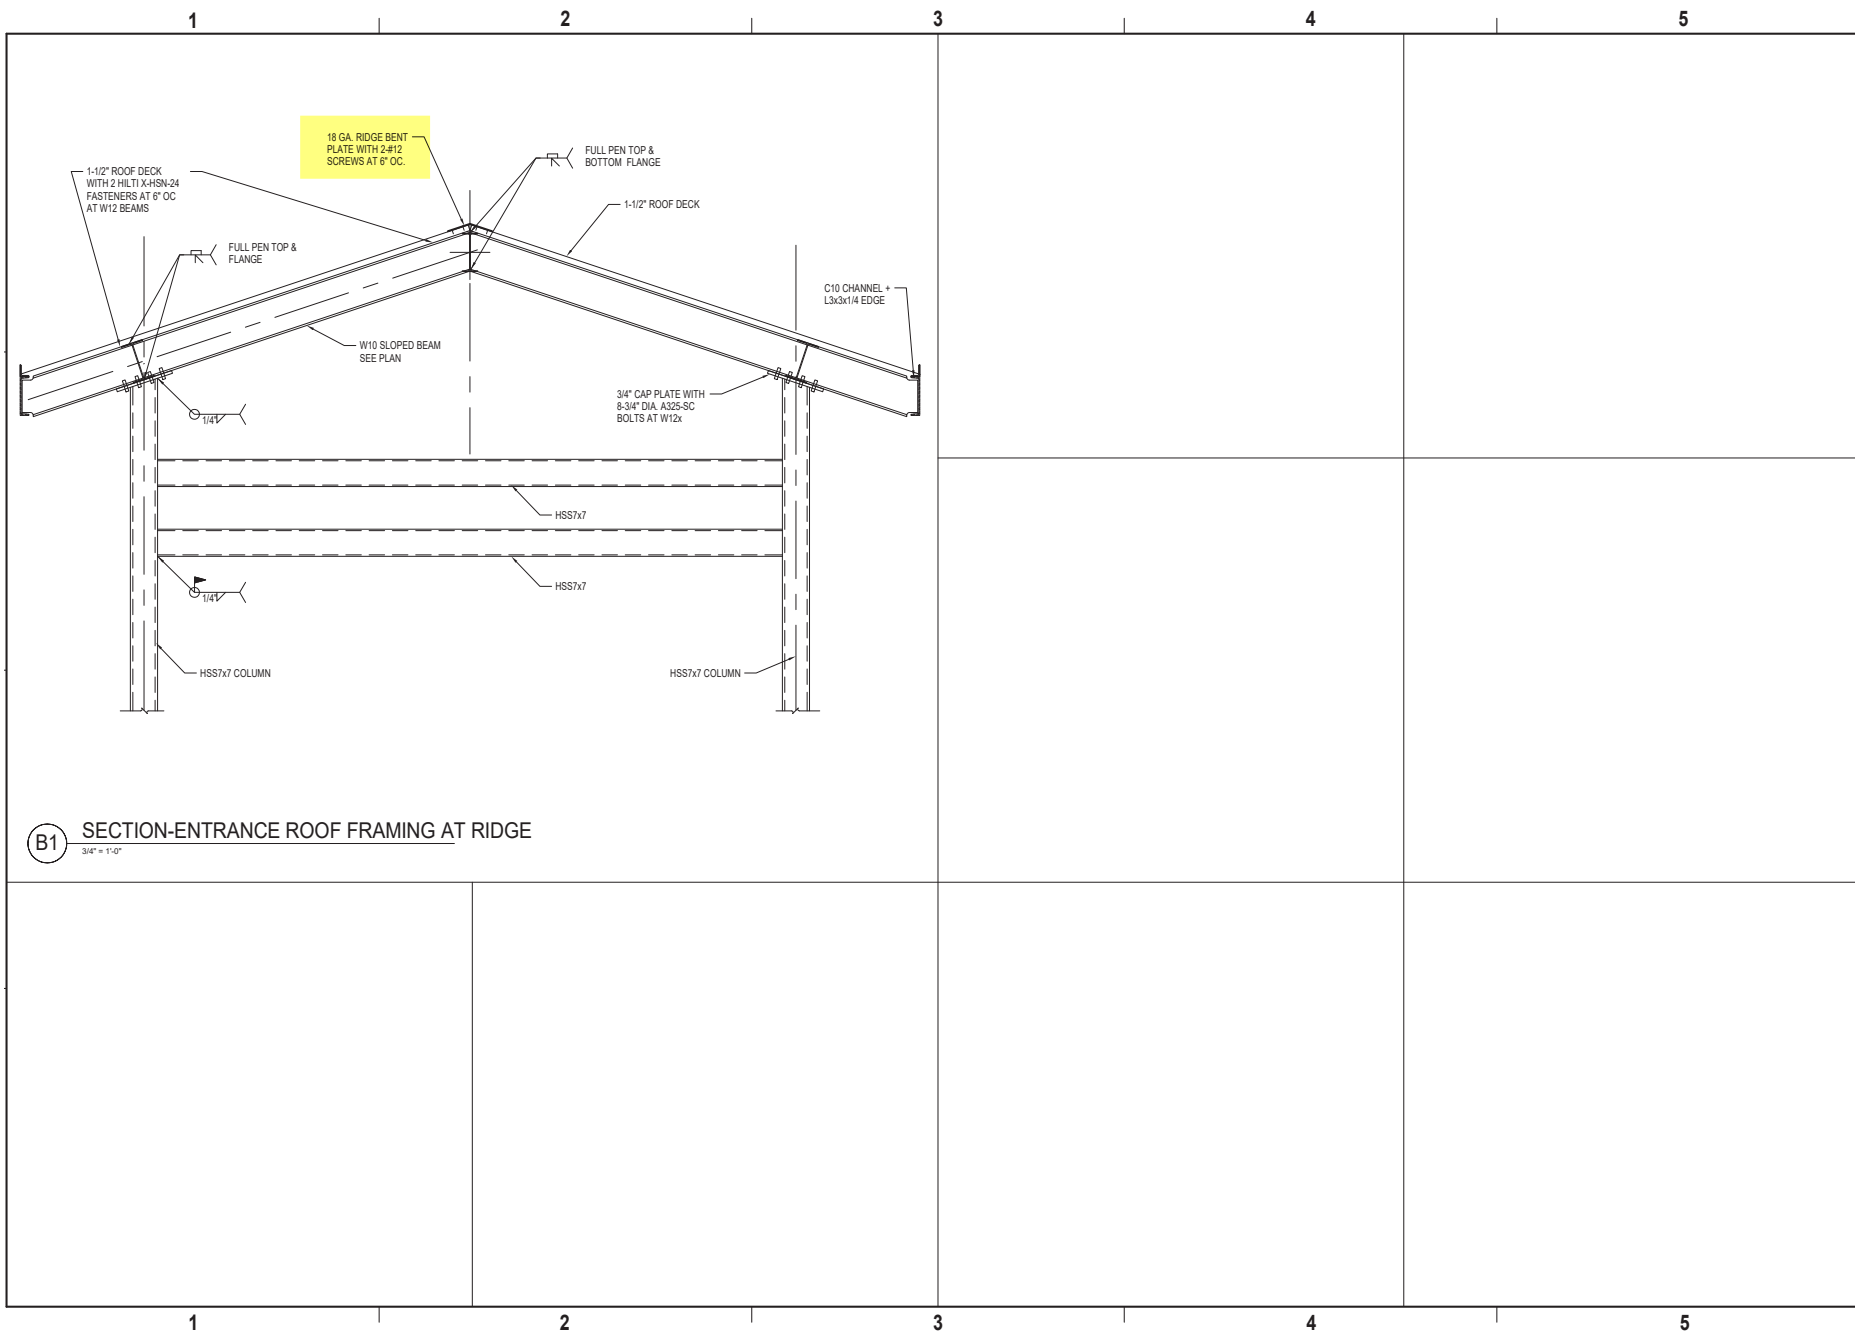 1 2 3 4 5
18 GA. RIDGE BENT
PLATE WITH 2-#12
SCREWS AT 6" OC.
FULL PEN TOP &
BOTTOM FLANGE
1-1/2" ROOF DECK
WITH 2 HILTI X-HSN-24
FASTENERS AT 6" OC
AT W12 BEAMS
1-1/2" ROOF DECK
FULL PEN TOP &
FLANGE
C10 CHANNEL +
L3x3x1/4 EDGE
W10 SLOPED BEAM
SEE PLAN
3/4" CAP PLATE WITH
8-3/4" DIA. A325-SC
BOLTS AT W12x
1/4"
HSS7x7
HSS7x7
1/4"
HSS7x7 COLUMN
HSS7x7 COLUMN
B1 SECTION-ENTRANCE ROOF FRAMING AT RIDGE
3/4" = 1'-0"
1 2 3 4 5